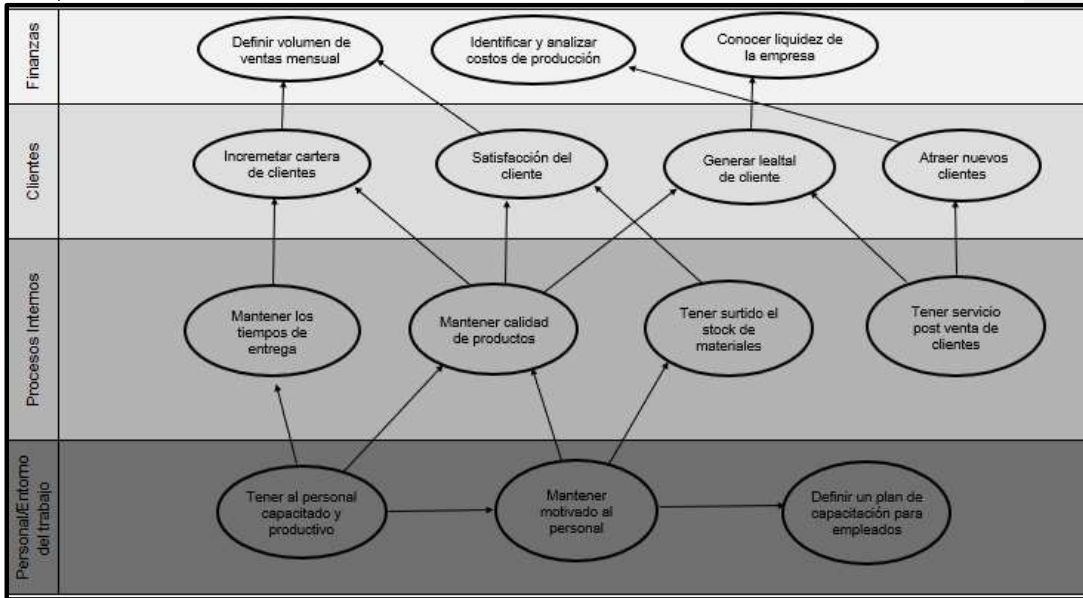 Finanzas
Definir volumen de
ventas mensual
Identificar y analizar
costos de producción
Conocer liquidez de
la empresa
Clientes
Incremetar cartera
de clientes
Satisfacción del
cliente
Generar lealtal
de cliente
Atraer nuevos
clientes
Procesos Internos
Mantener los
tiempos de
entrega
Mantener calidad
de productos
Tener surtido el
stock de
materiales
Tener servicio
post venta de
clientes
Personal/Entorno
del trabajo
Tener al personal
capacitado y
productivo
Mantener
motivado al
personal
Definir un plan de
capacitación para
empleados